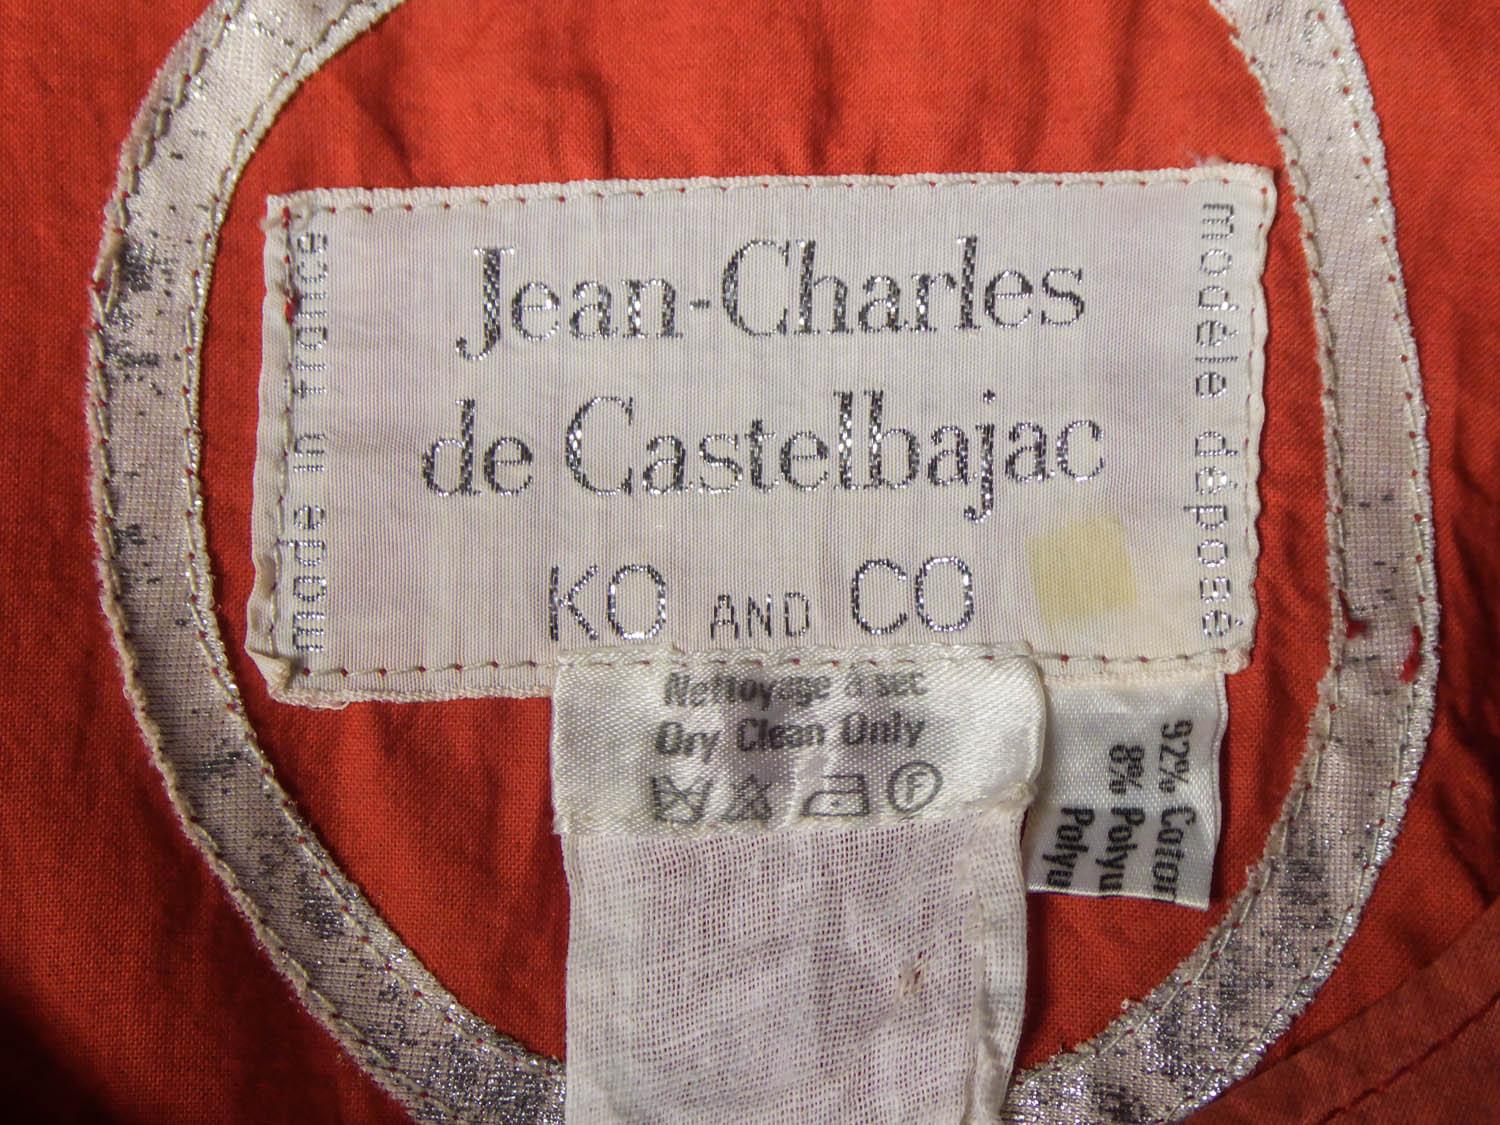 Jean-Charles
de Castelbajac
KO AND CO
made in france
modèle déposé
Nettoyage à sec
Dry Clean Only
F
92% Coton
8% Polyu
Polyu